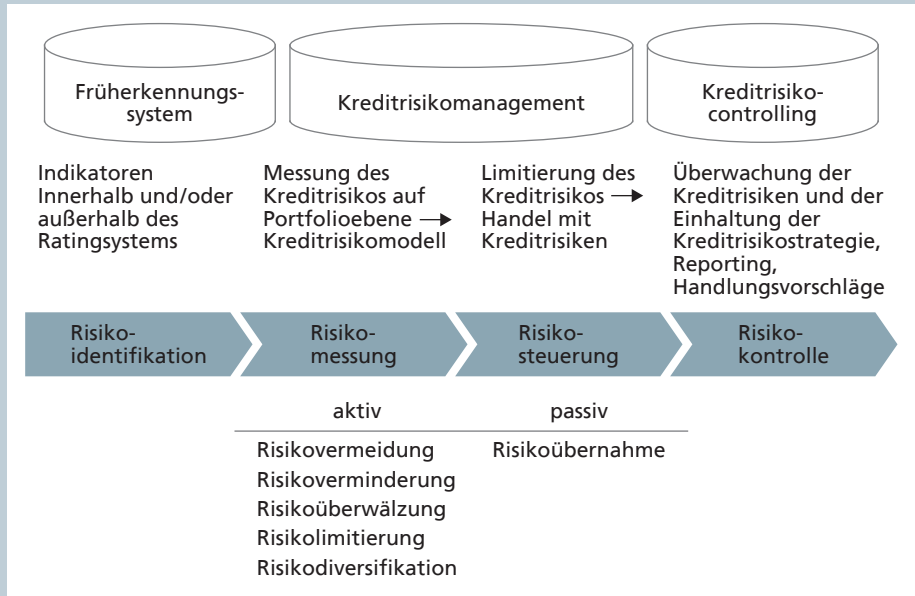 Früherkennungs-
system
Kreditrisikomanagement
Kreditrisiko-
controlling
Indikatoren
Innerhalb und/oder
außerhalb des
Ratingsystems
Messung des
Kreditrisikos auf
Portfolioebene →
Kreditrisikomodell
Limitierung des
Kreditrisikos →
Handel mit
Kreditrisiken
Überwachung der
Kreditrisiken und der
Einhaltung der
Kreditrisikostrategie,
Reporting,
Handlungsvorschläge
Risiko-
identifikation
Risiko-
messung
Risiko-
steuerung
Risiko-
kontrolle
aktiv
Risikovermeidung
Risikoverminderung
Risikoüberwälzung
Risikolimitierung
Risikodiversifikation
passiv
Risikoübernahme